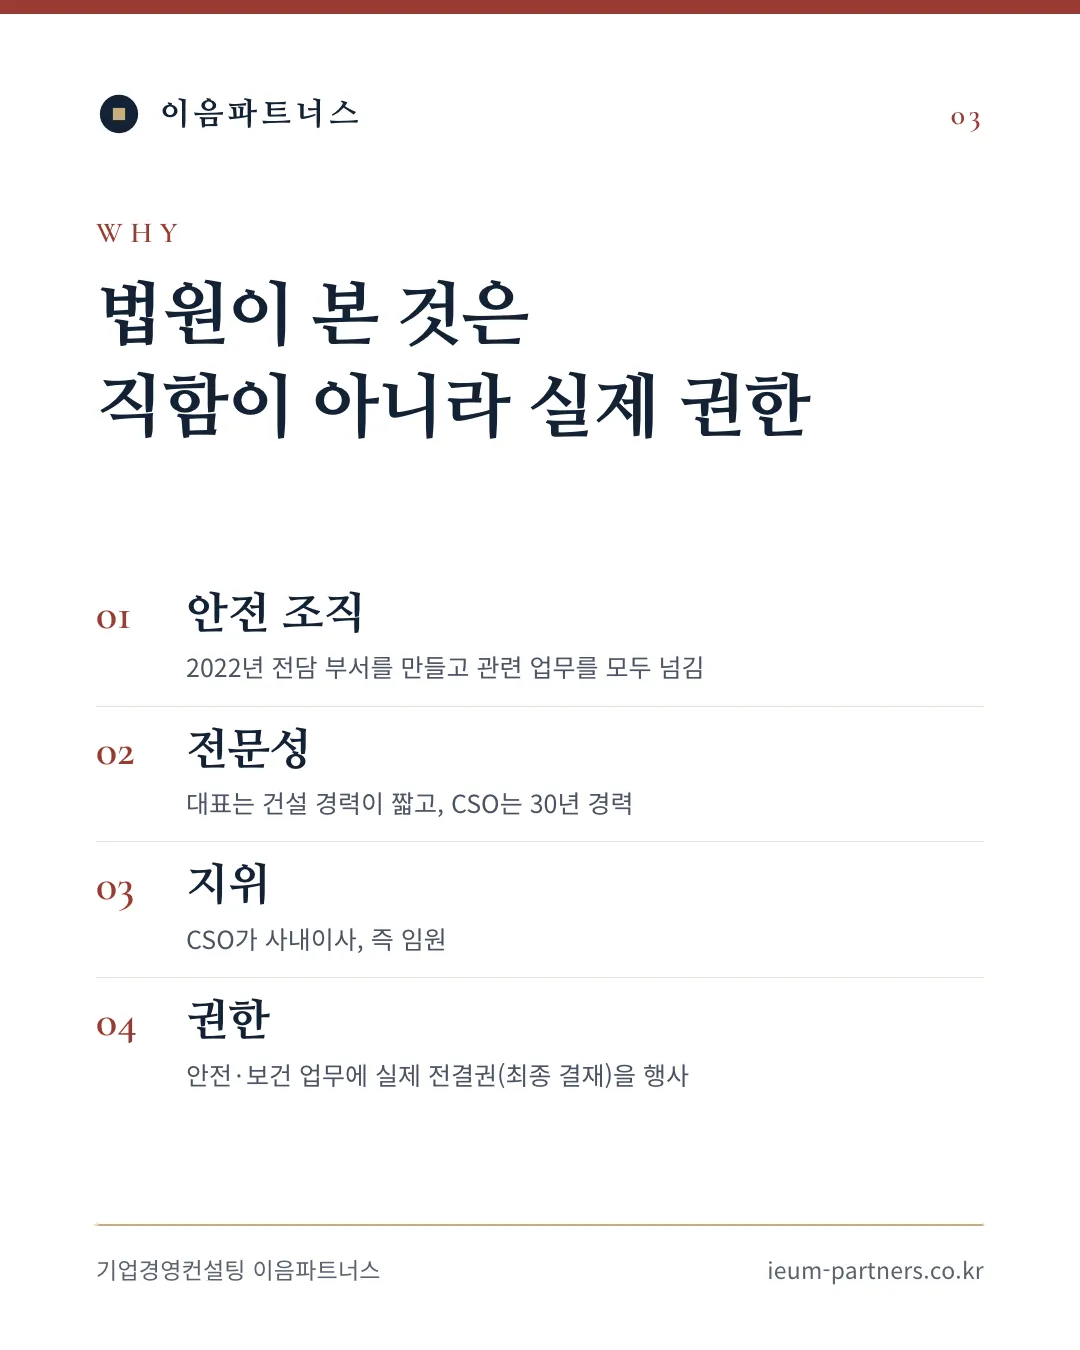 이음파트너스
03
WHY
법원이 본 것은
직함이 아니라 실제 권한
01 안전 조직
2022년 전담 부서를 만들고 관련 업무를 모두 넘김
02 전문성
대표는 건설 경력이 짧고, CSO는 30년 경력
03 지위
CSO가 사내이사, 즉 임원
04 권한
안전·보건 업무에 실제 전결권(최종 결재)을 행사
기업경영컨설팅 이음파트너스
ieum-partners.co.kr